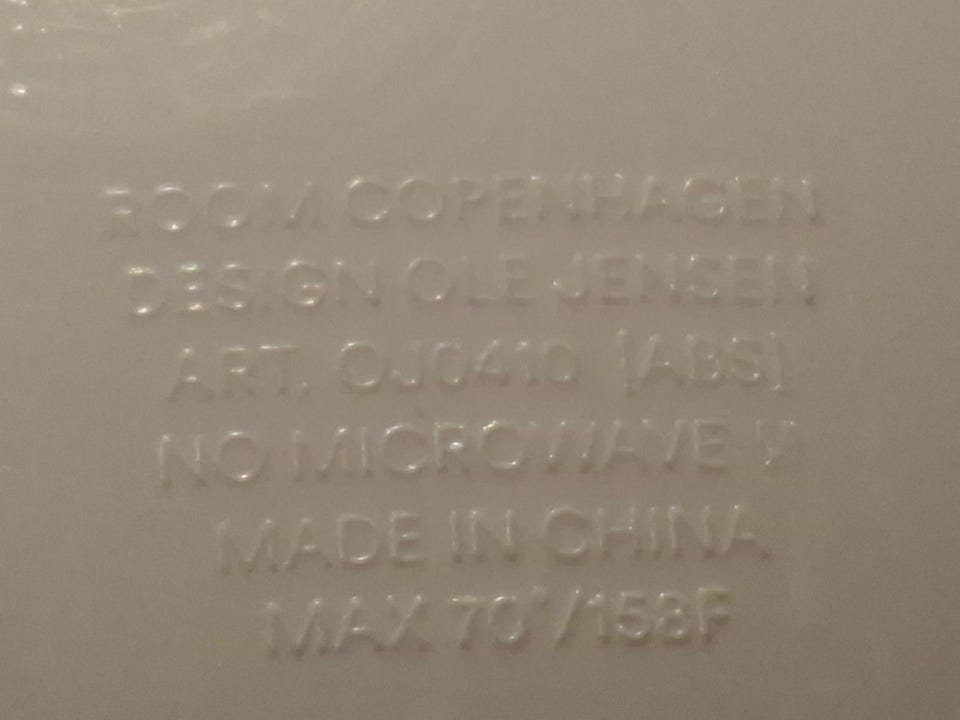 ROOM COPENHAGEN
DESIGN OLE JENSEN
ART. OJ0410 [ABS]
NO MICROWAVE
MADE IN CHINA
MAX 70°/158F